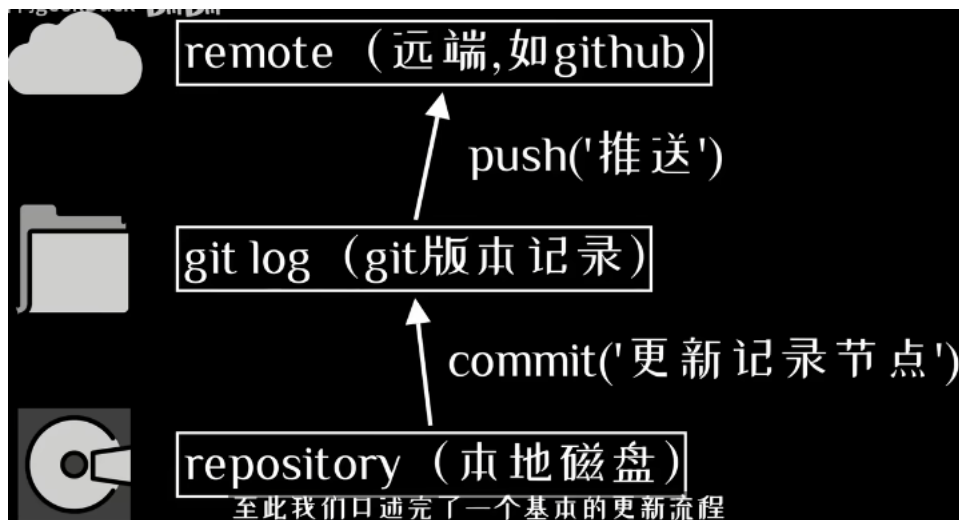 remote（远端,如github）
push('推送')
git log（git版本记录）
commit('更新记录节点')
repository（本地磁盘）
至此我们口述完了一个基本的更新流程